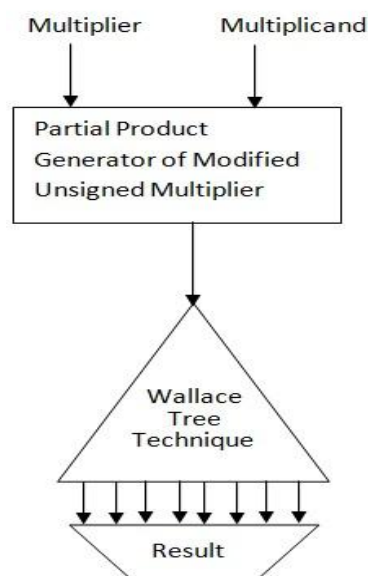 Multiplier Multiplicand
Partial Product
Generator of Modified
Unsigned Multiplier
Wallace
Tree
Technique
Result